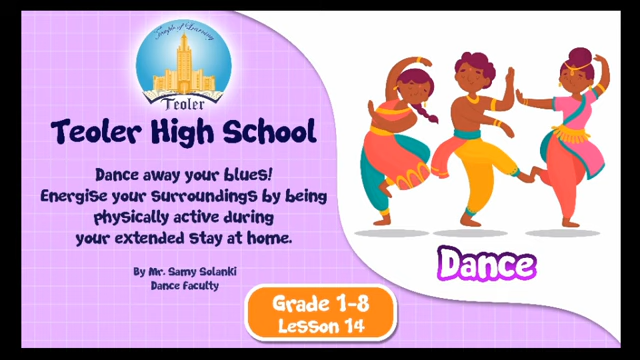 Temple of Learning
Teoler
Teoler High School
Dance away your blues!
Energise your surroundings by being
physically active during
your extended stay at home.
By Mr. Samy Solanki
Dance Faculty
Dance
Grade 1-8
Lesson 14